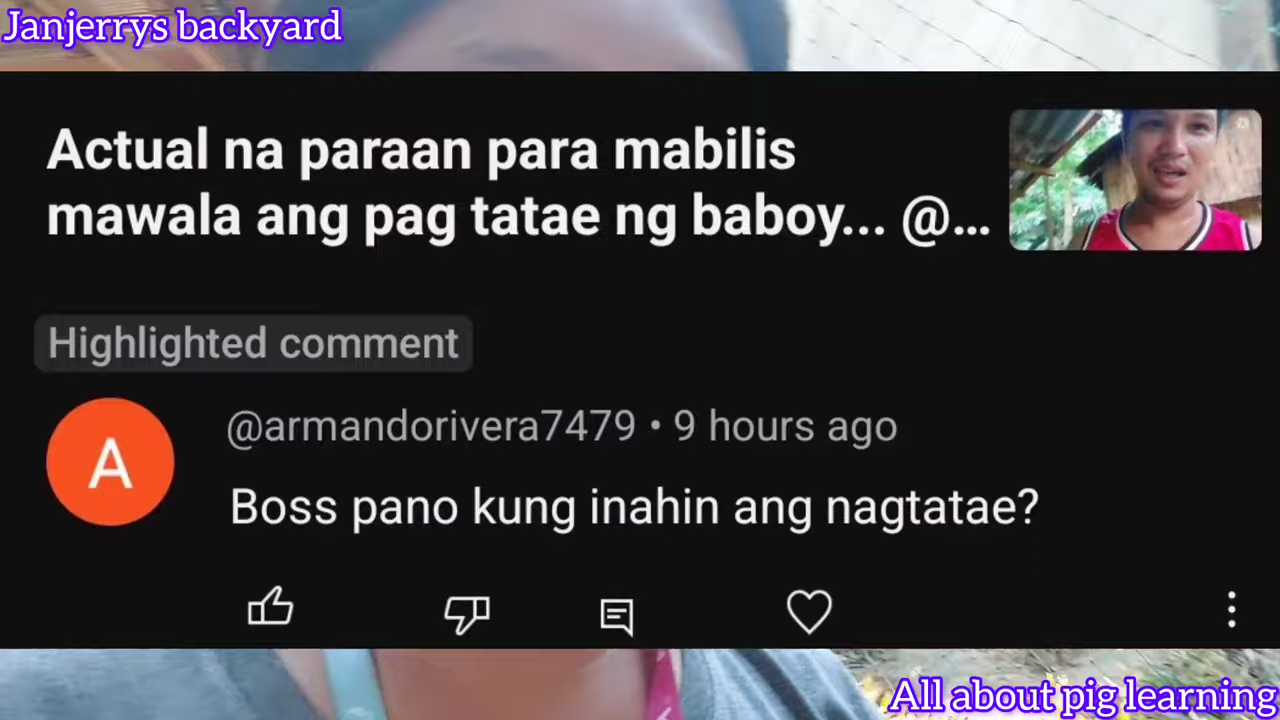 Janjerrys backyard
Actual na paraan para mabilis
mawala ang pag tatae ng baboy... @...
Highlighted comment
A
@armandorivera7479 • 9 hours ago
Boss pano kung inahin ang nagtatae?
All about pig learning